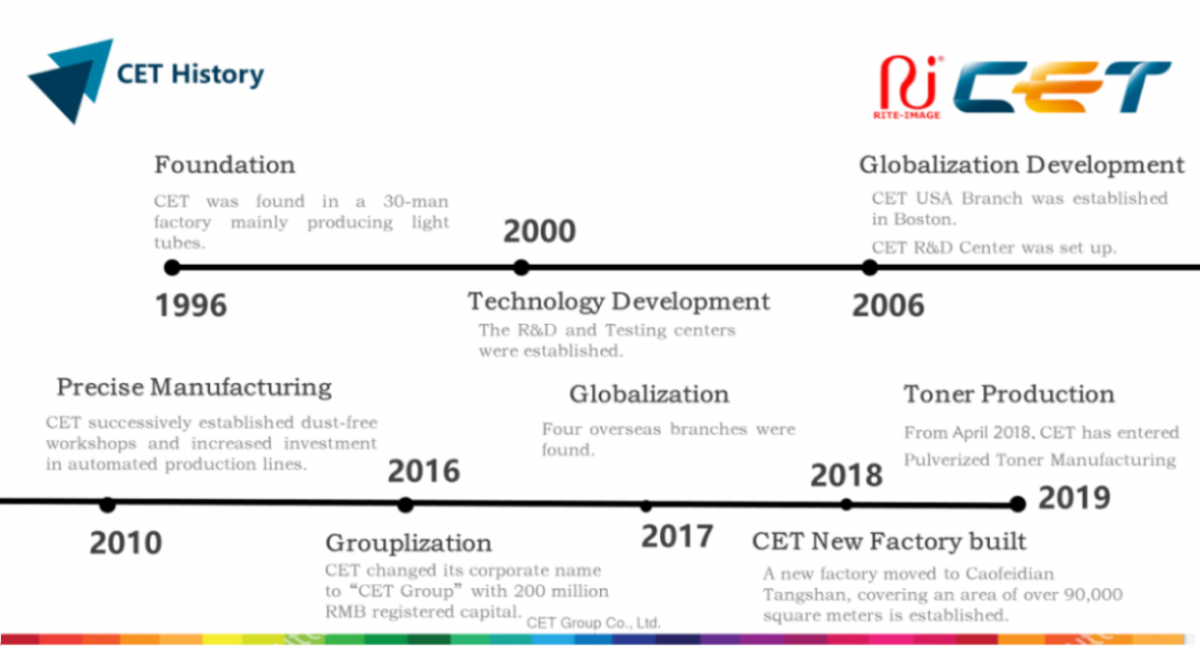 CET History
Ri®
RITE-IMAGE
CET
Foundation
CET was found in a 30-man
factory mainly producing light
tubes.
1996
2000
Technology Development
The R&D and Testing centers
were established.
Globalization Development
CET USA Branch was established
in Boston.
CET R&D Center was set up.
2006
Precise Manufacturing
CET successively established dust-free
workshops and increased investment
in automated production lines.
2010
2016
Grouplization
CET changed its corporate name
to “CET Group” with 200 million
RMB registered capital.
Globalization
Four overseas branches were
found.
2017
2018
CET New Factory built
A new factory moved to Caofeidian
Tangshan, covering an area of over 90,000
square meters is established.
Toner Production
From April 2018, CET has entered
Pulverized Toner Manufacturing
2019
CET Group Co., Ltd.